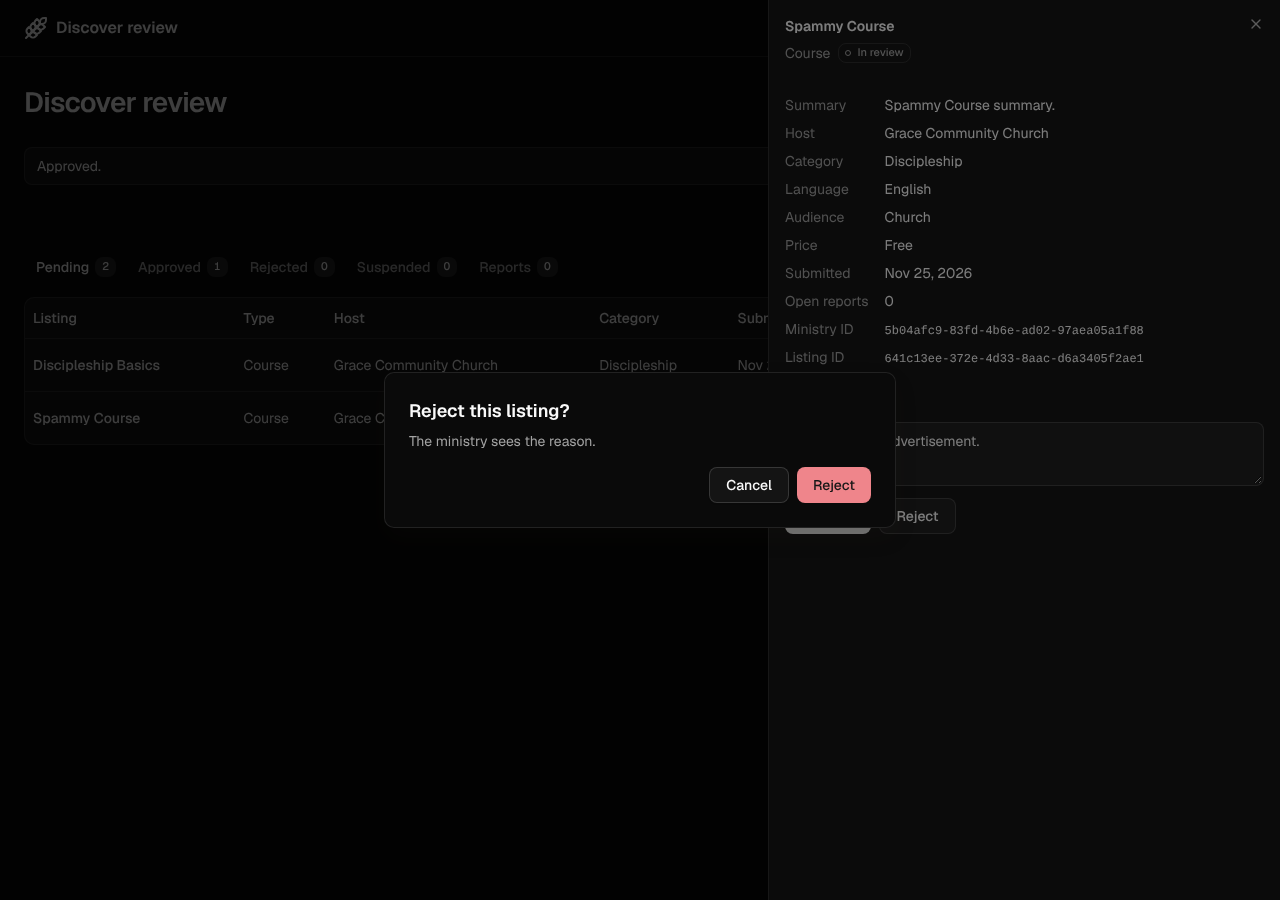 Discover review
Discover review
Approved.
Pending 2 Approved 1 Rejected 0 Suspended 0 Reports 0
Listing Type Host Category
Discipleship Basics Course Grace Community Church Discipleship Nov
Spammy Course Course Grace
Spammy Course
Course In review
Summary Spammy Course summary.
Host Grace Community Church
Category Discipleship
Language English
Audience Church
Price Free
Submitted Nov 25, 2026
Open reports 0
Ministry ID 5b04afc9-83fd-4b6e-ad02-97aea05a1f88
Listing ID 641c13ee-372e-4d33-8aac-d6a3405f2ae1
dvertisement.
Reject
Reject this listing?
The ministry sees the reason.
Cancel Reject